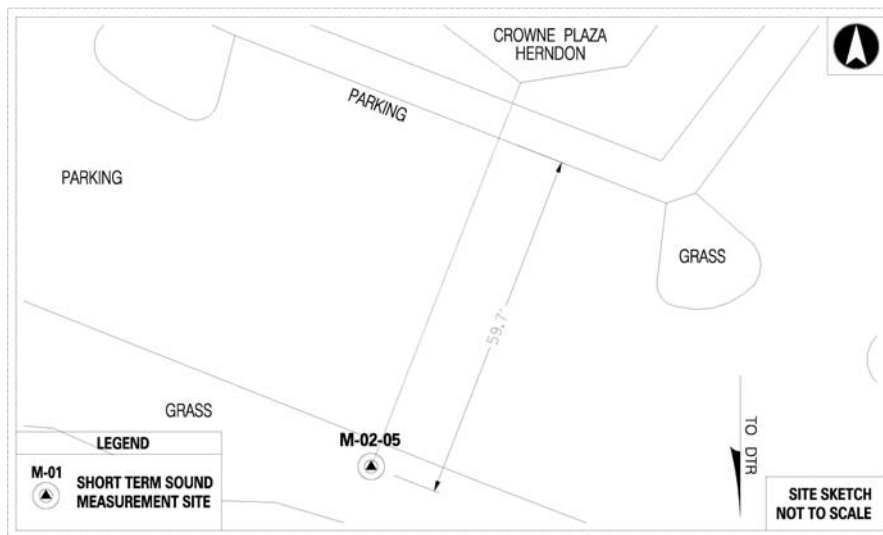 CROWNE PLAZA
HERNDON
PARKING
PARKING
GRASS
59.7'
GRASS
M-02-05
TO DTR
LEGEND
M-01
SHORT TERM SOUND
MEASUREMENT SITE
SITE SKETCH
NOT TO SCALE